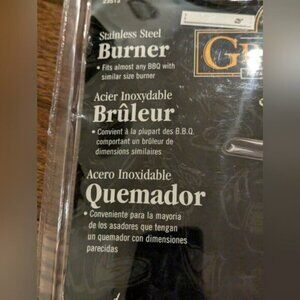 23513
Stainless Steel
Burner
• Fits almost any BBQ with
similar size burner
Acier Inoxydable
Brûleur
• Convient à la plupart des B.B.Q.
comportant un brûleur de
dimensions similaires
Acero Inoxidable
Quemador
• Conveniente para la mayoria
de los asadores que tengan
un quemador con dimensiones
parecidas